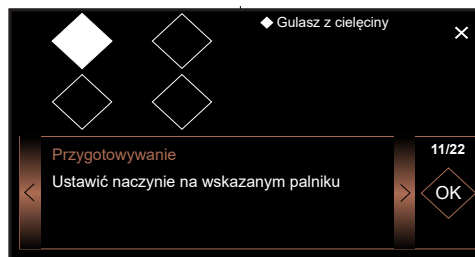 ◆ Gulasz z cielęciny
Przygotowywanie
Ustawić naczynie na wskazanym palniku
11/22
OK